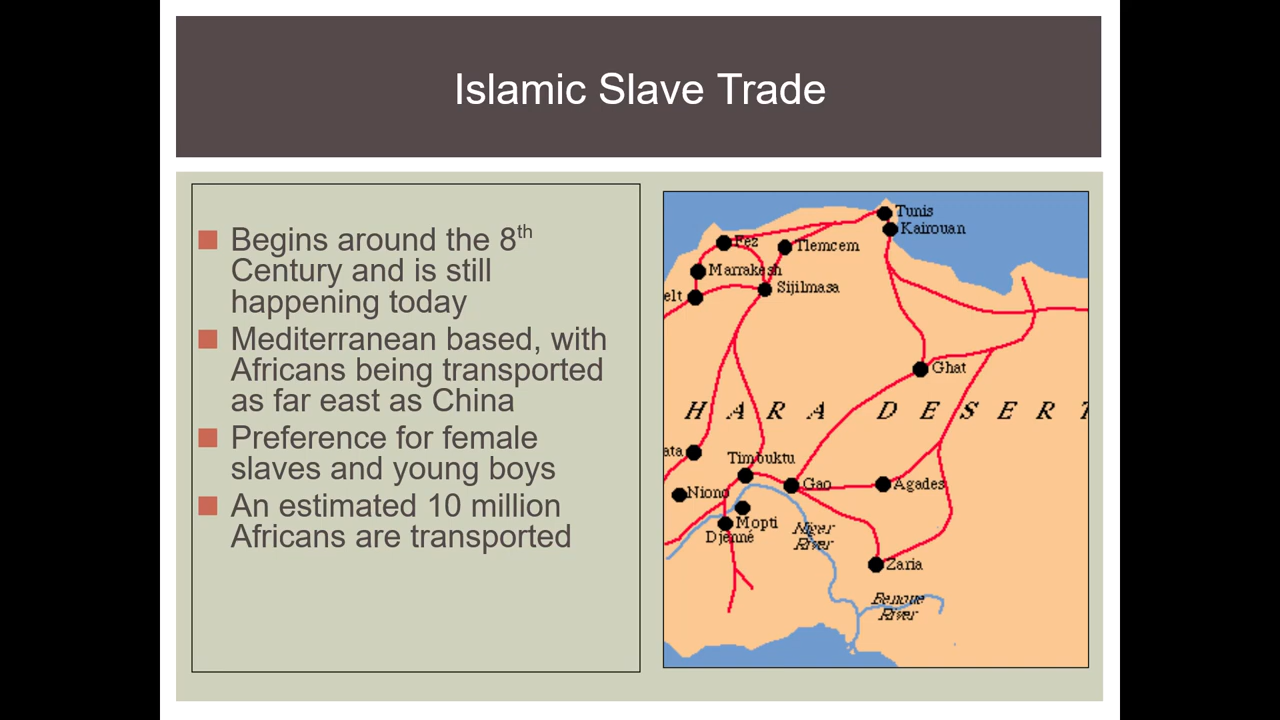 Islamic Slave Trade
Begins around the 8th
Century and is still
happening today
Mediterranean based, with
Africans being transported
as far east as China
Preference for female
slaves and young boys
An estimated 10 million
Africans are transported
Tunis
Kairouan
Fez
Tlemcem
Marrakesh
elt
Sijilmasa
Ghat
HARA DESERT
ata
Timbuktu
Niono
Gao
Agades
Mopti
Djenné
Niger
River
Zaria
Benoue
River